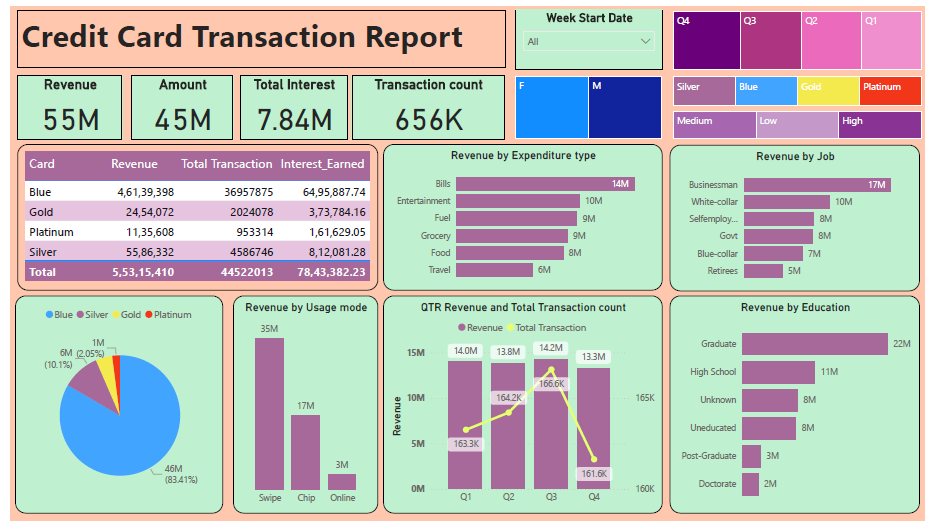 Credit Card Transaction Report
Week Start Date
All
Q4 Q3 Q2 Q1
Revenue
55M
Amount
45M
Total Interest
7.84M
Transaction count
656K
F M
Silver Blue Gold Platinum
Medium Low High
Card Revenue Total Transaction Interest_Earned
Blue 4,61,39,398 36957875 64,95,887.74
Gold 24,54,072 2024078 3,73,784.16
Platinum 11,35,608 953314 1,61,629.05
Silver 55,86,332 4586746 8,12,081.28
Total 5,53,15,410 44522013 78,43,382.23
Revenue by Expenditure type
Bills 14M
Entertainment 10M
Fuel 9M
Grocery 9M
Food 8M
Travel 6M
Revenue by Job
Businessman 17M
White-collar 10M
Selfemploy... 8M
Govt 8M
Blue-collar 7M
Retirees 5M
Blue Silver Gold Platinum
1M
(2.05%)
6M
(10.1%)
46M
(83.41%)
Revenue by Usage mode
35M
17M
3M
Swipe Chip Online
QTR Revenue and Total Transaction count
Revenue Total Transaction
Revenue
15M
10M
5M
0M
14.0M 13.8M 14.2M 13.3M
163.3K 164.2K 166.6K 161.6K
165K
160K
Q1 Q2 Q3 Q4
Revenue by Education
Graduate 22M
High School 11M
Unknown 8M
Uneducated 8M
Post-Graduate 3M
Doctorate 2M